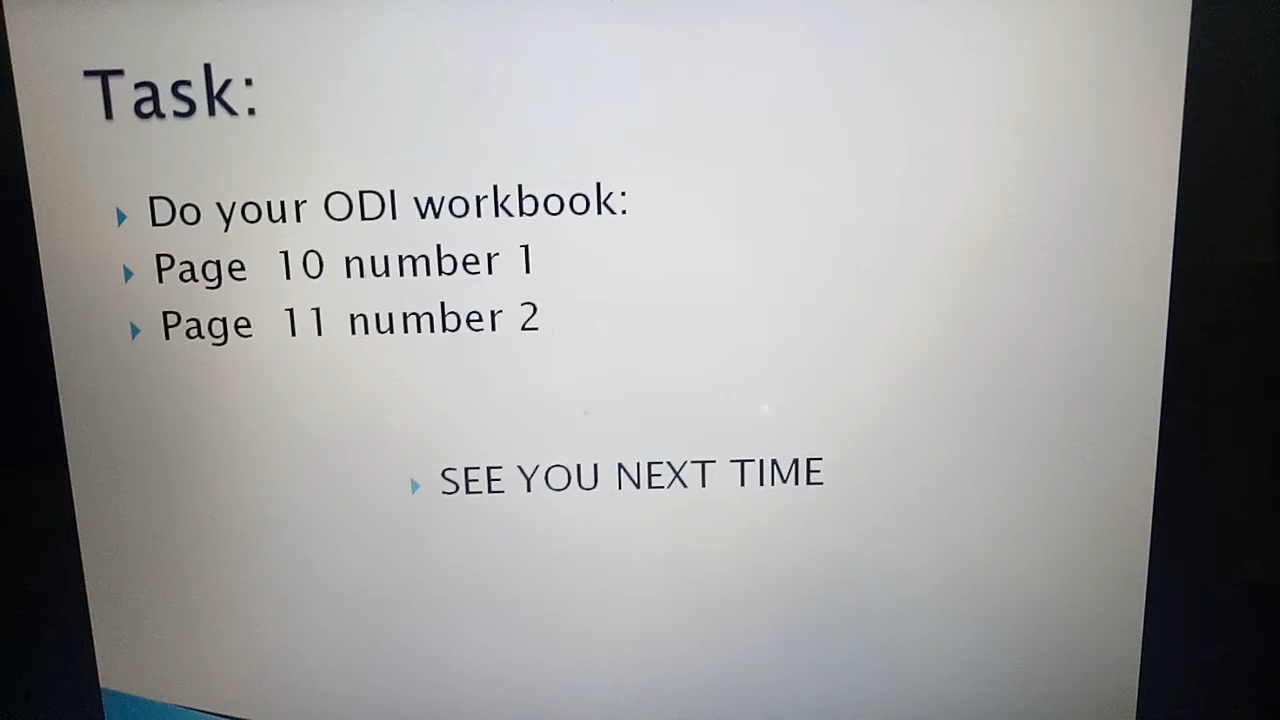 Task:
Do your ODI workbook:
Page 10 number 1
Page 11 number 2
SEE YOU NEXT TIME